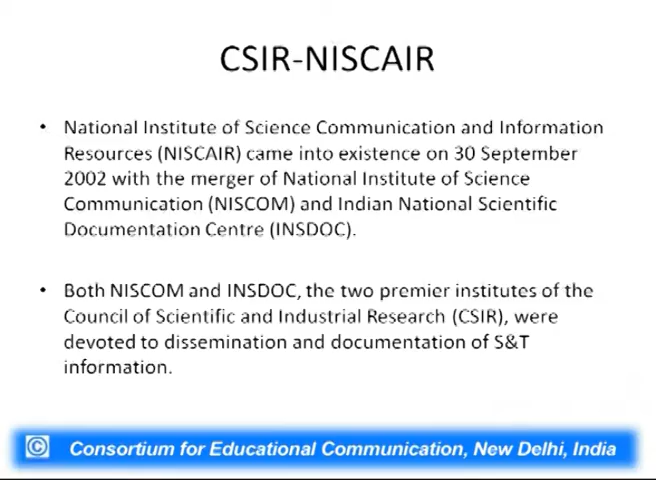 CSIR-NISCAIR
• National Institute of Science Communication and Information
Resources (NISCAIR) came into existence on 30 September
2002 with the merger of National Institute of Science
Communication (NISCOM) and Indian National Scientific
Documentation Centre (INSDOC).
• Both NISCOM and INSDOC, the two premier institutes of the
Council of Scientific and Industrial Research (CSIR), were
devoted to dissemination and documentation of S&T
information.
© Consortium for Educational Communication, New Delhi, India